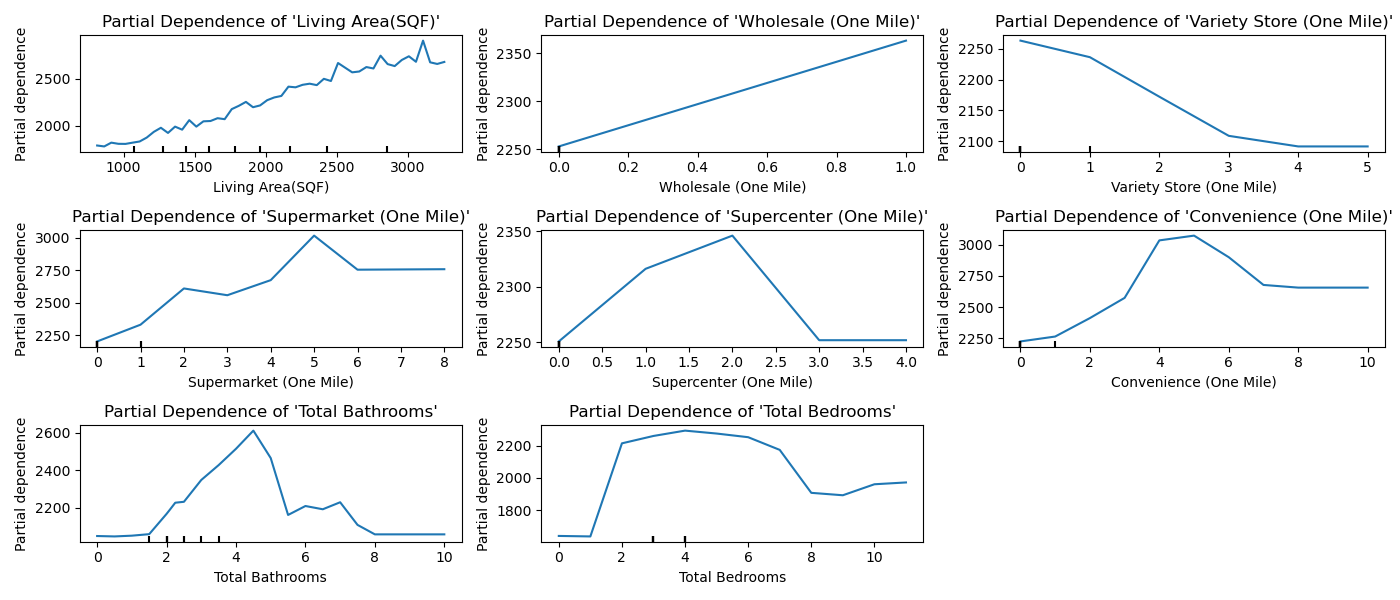 Partial Dependence of 'Living Area(SQF)'
Partial dependence
2500
2000
1000 1500 2000 2500 3000
Living Area(SQF)
Partial Dependence of 'Wholesale (One Mile)'
Partial dependence
2350
2300
2250
0.0 0.2 0.4 0.6 0.8 1.0
Wholesale (One Mile)
Partial Dependence of 'Variety Store (One Mile)'
Partial dependence
2250
2200
2150
2100
0 1 2 3 4 5
Variety Store (One Mile)
Partial Dependence of 'Supermarket (One Mile)'
Partial dependence
3000
2750
2500
2250
0 1 2 3 4 5 6 7 8
Supermarket (One Mile)
Partial Dependence of 'Supercenter (One Mile)'
Partial dependence
2350
2300
2250
0.0 0.5 1.0 1.5 2.0 2.5 3.0 3.5 4.0
Supercenter (One Mile)
Partial Dependence of 'Convenience (One Mile)'
Partial dependence
3000
2750
2500
2250
0 2 4 6 8 10
Convenience (One Mile)
Partial Dependence of 'Total Bathrooms'
Partial dependence
2600
2400
2200
0 2 4 6 8 10
Total Bathrooms
Partial Dependence of 'Total Bedrooms'
Partial dependence
2200
2000
1800
0 2 4 6 8 10
Total Bedrooms